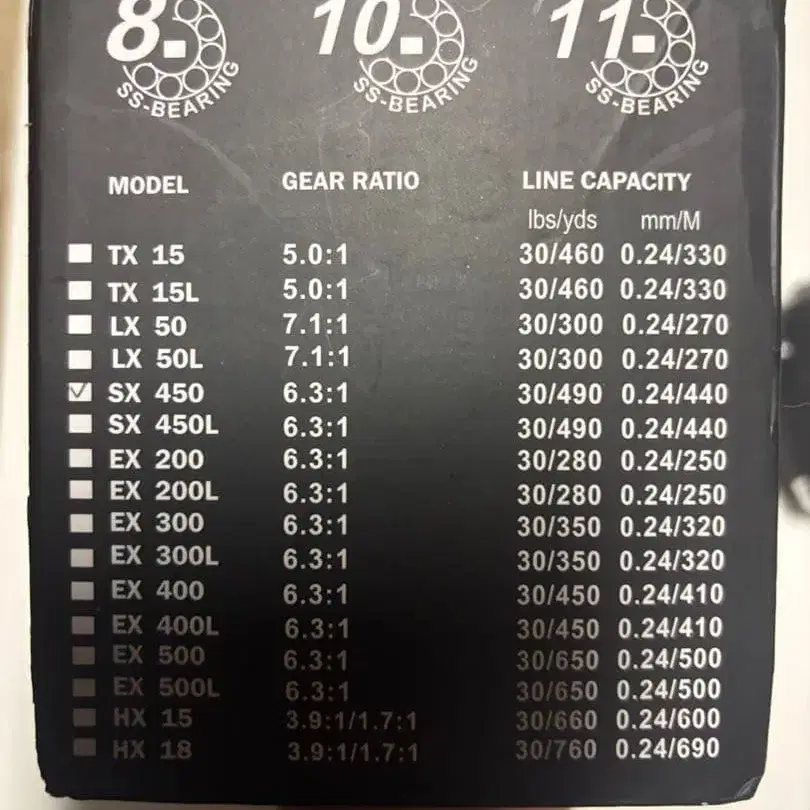 8 10 11
SS-BEARING SS-BEARING SS-BEARING
MODEL GEAR RATIO LINE CAPACITY
lbs/yds mm/M
TX 15 5.0:1 30/460 0.24/330
TX 15L 5.0:1 30/460 0.24/330
LX 50 7.1:1 30/300 0.24/270
LX 50L 7.1:1 30/300 0.24/270
SX 450 6.3:1 30/490 0.24/440
SX 450L 6.3:1 30/490 0.24/440
EX 200 6.3:1 30/280 0.24/250
EX 200L 6.3:1 30/280 0.24/250
EX 300 6.3:1 30/350 0.24/320
EX 300L 6.3:1 30/350 0.24/320
EX 400 6.3:1 30/450 0.24/410
EX 400L 6.3:1 30/450 0.24/410
EX 500 6.3:1 30/650 0.24/500
EX 500L 6.3:1 30/650 0.24/500
HX 15 3.9:1/1.7:1 30/660 0.24/600
HX 18 3.9:1/1.7:1 30/760 0.24/690